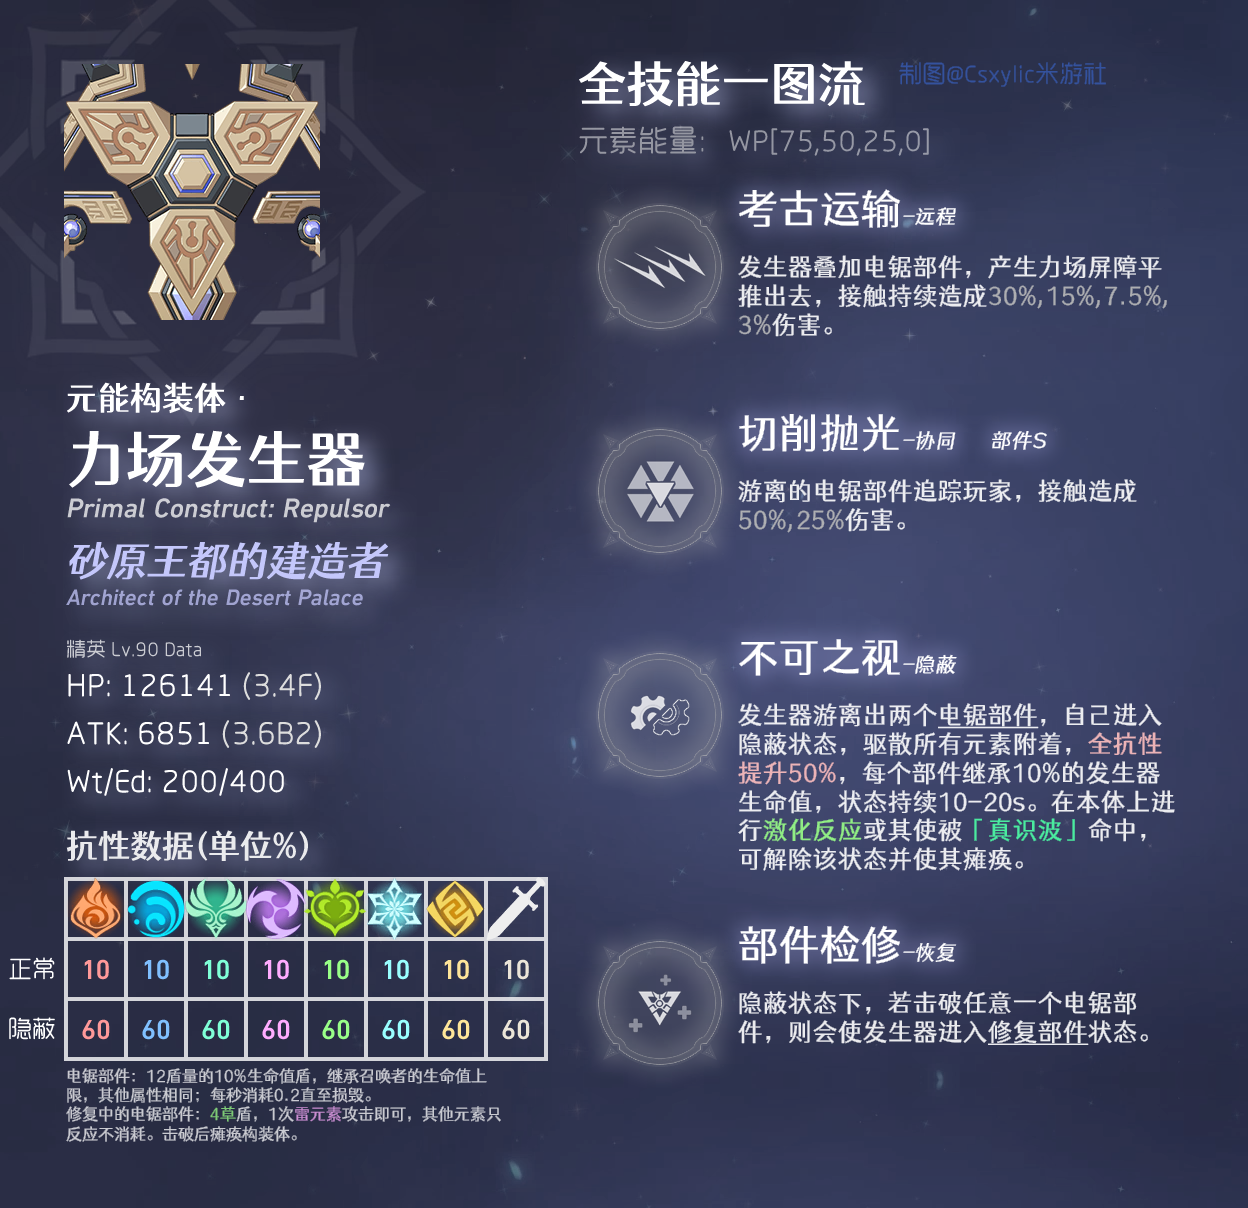 全技能一图流
制图@Csxylic米游社
元素能量: WP[75,50,25,0]
元能构装体·
力场发生器
Primal Construct: Repulsor
砂原王都的建造者
Architect of the Desert Palace
精英 Lv.90 Data
HP: 126141 (3.4F)
ATK: 6851 (3.6B2)
Wt/Ed: 200/400
抗性数据(单位%)
正常 10 10 10 10 10 10 10 10
隐蔽 60 60 60 60 60 60 60 60
电锯部件：12盾量的10%生命值盾，继承召唤者的生命值上
限，其他属性相同；每秒消耗0.2直至损毁。
修复中的电锯部件：4草盾，1次雷元素攻击即可，其他元素只
反应不消耗。击破后瘫痪构装体。
考古运输-远程
发生器叠加电锯部件，产生力场屏障平
推出去，接触持续造成30%,15%,7.5%,
3%伤害。
切削抛光-协同 部件S
游离的电锯部件追踪玩家，接触造成
50%,25%伤害。
不可之视-隐蔽
发生器游离出两个电锯部件，自己进入
隐蔽状态，驱散所有元素附着，全抗性
提升50%，每个部件继承10%的发生器
生命值，状态持续10-20s。在本体上进
行激化反应或其使被「真识波」命中，
可解除该状态并使其瘫痪。
部件检修-恢复
隐蔽状态下，若击破任意一个电锯部
件，则会使发生器进入修复部件状态。